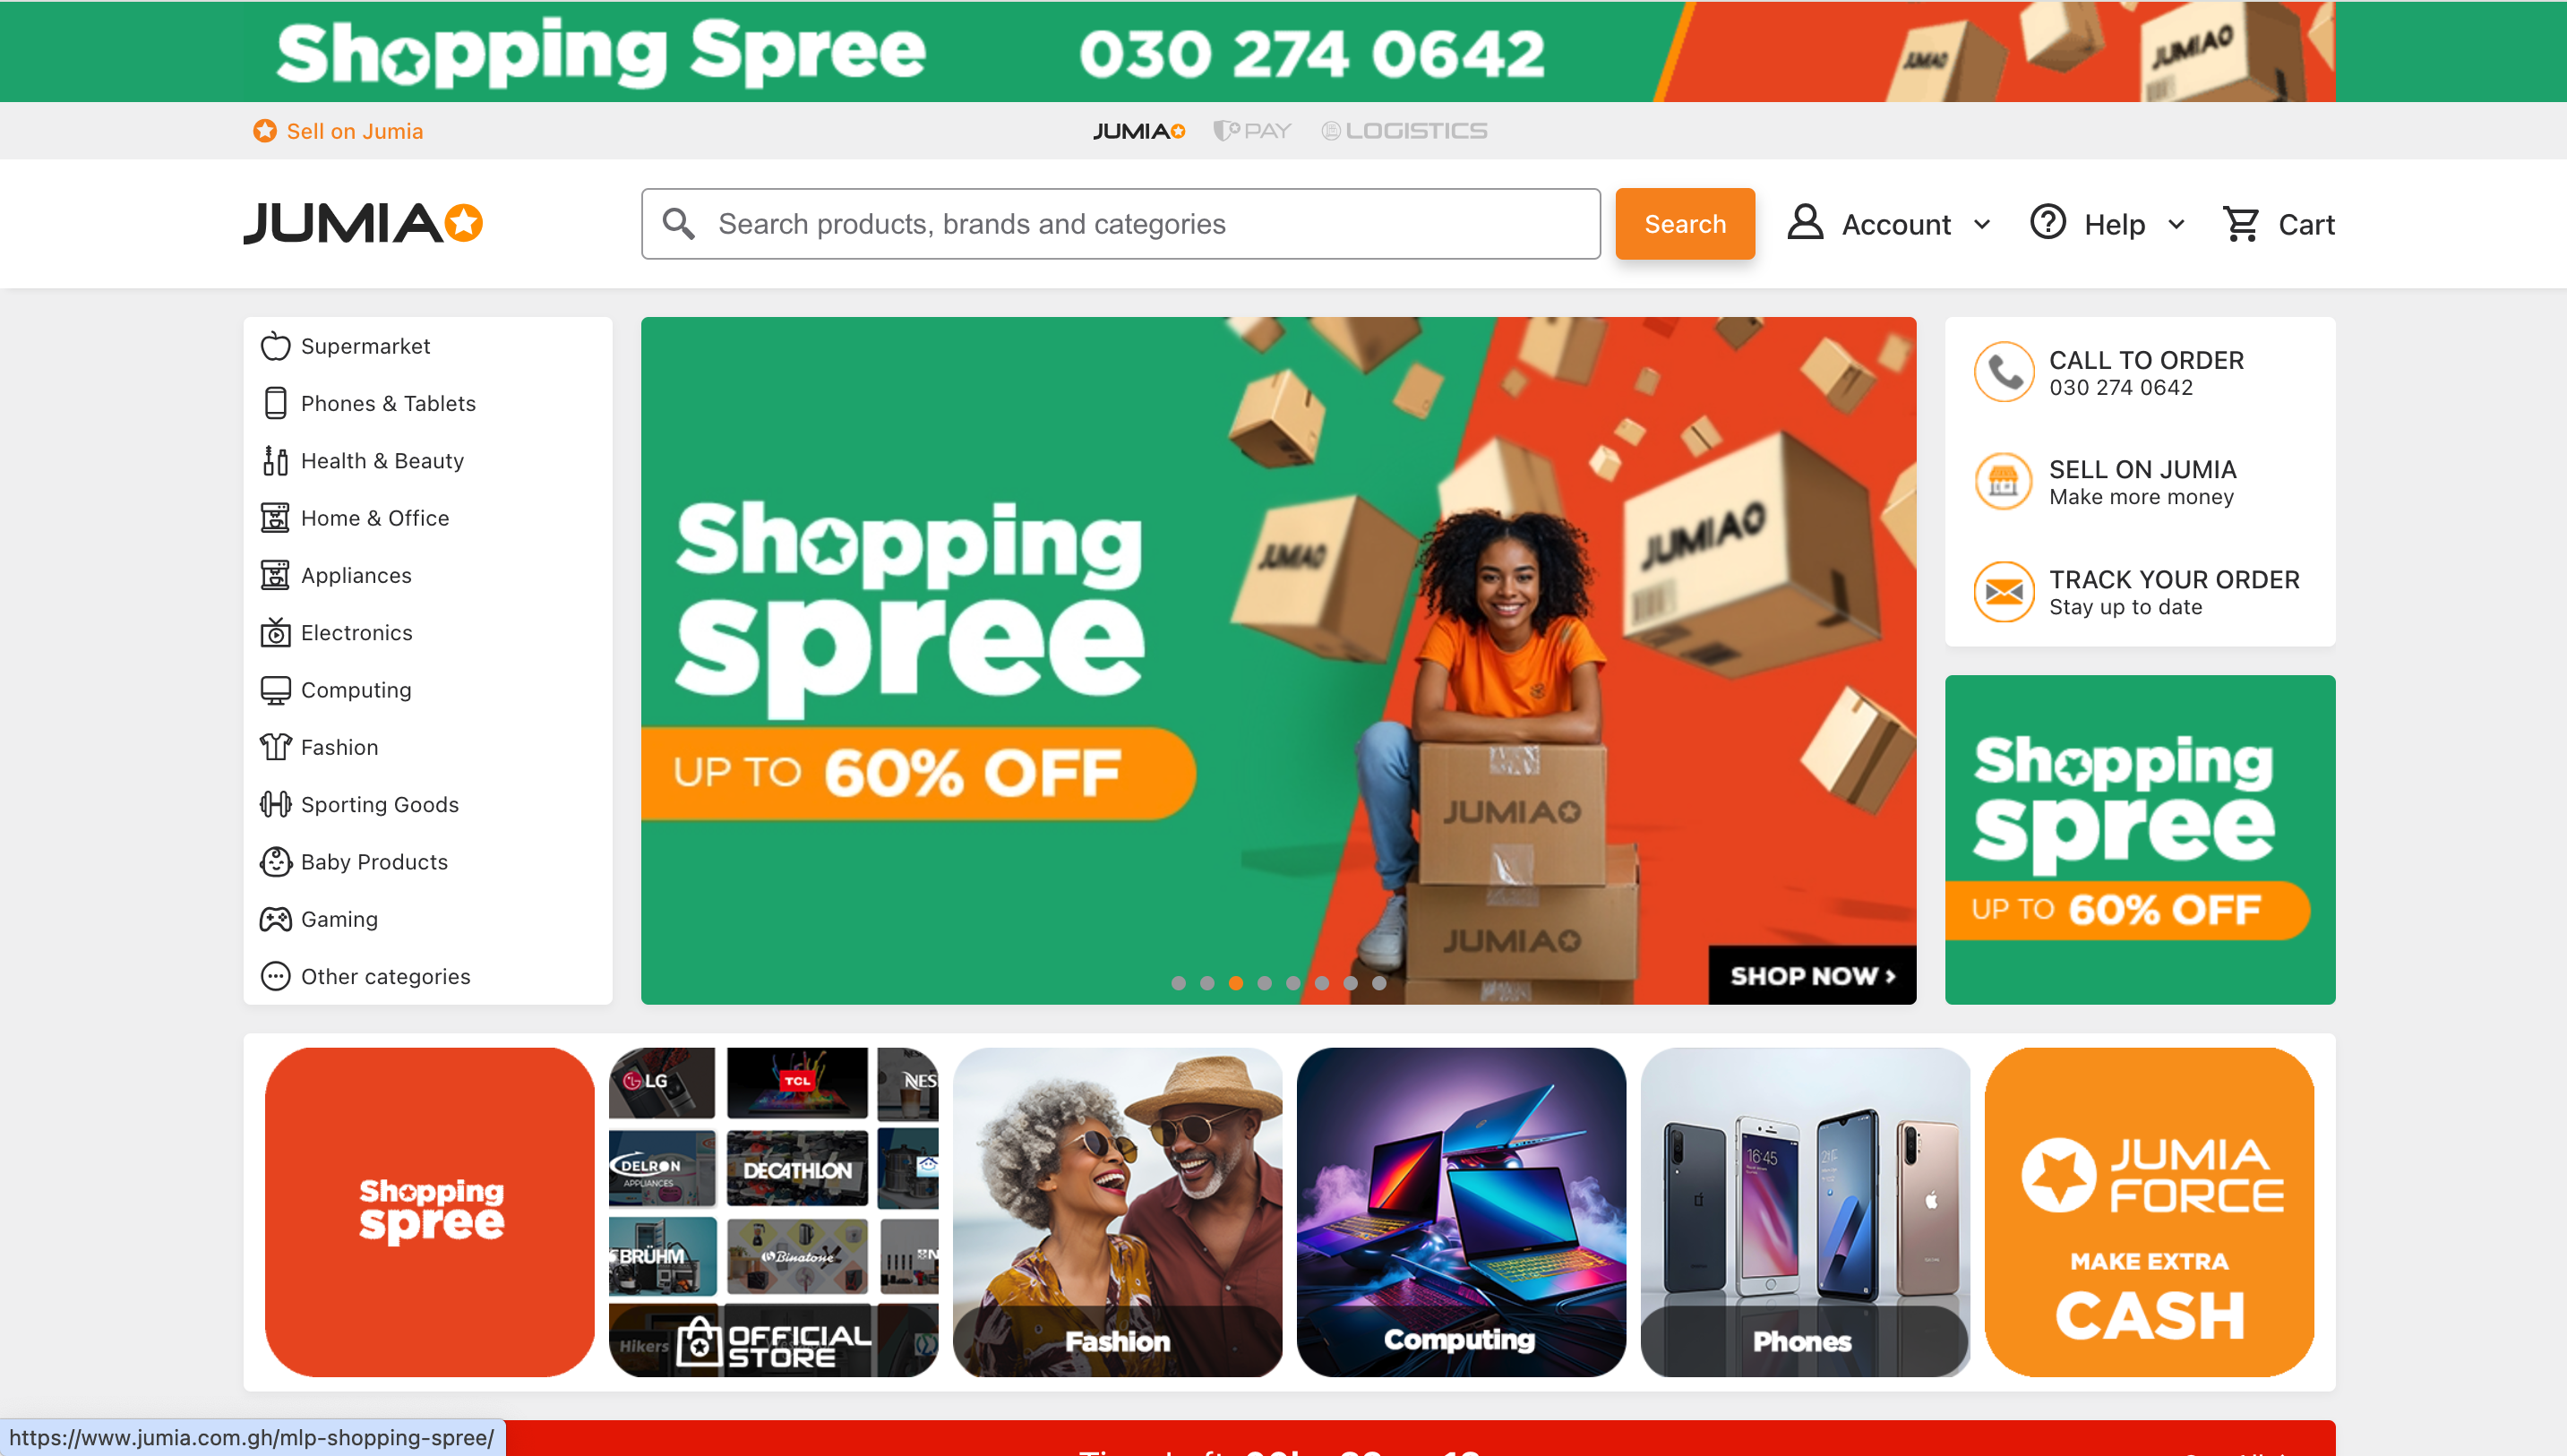 Shopping Spree
030 274 0642
JUMIA
JUMIA
Sell on Jumia
JUMIA
PAY
LOGISTICS
JUMIA
Search products, brands and categories
Search
Account
Help
Cart
Supermarket
Phones & Tablets
Health & Beauty
Home & Office
Appliances
Electronics
Computing
Fashion
Sporting Goods
Baby Products
Gaming
Other categories
Shopping
spree
UP TO 60% OFF
JUMIA
JUMIA
JUMIA
JUMIA
SHOP NOW ›
CALL TO ORDER
030 274 0642
SELL ON JUMIA
Make more money
TRACK YOUR ORDER
Stay up to date
Shopping
spree
UP TO 60% OFF
Shopping
spree
LG
TCL
DELRON
APPLIANCES
DECATHLON
BRÜHM
Binatone
Hikers
OFFICIAL
STORE
Fashion
Computing
16:45
Phones
JUMIA
FORCE
MAKE EXTRA
CASH
https://www.jumia.com.gh/mlp-shopping-spree/